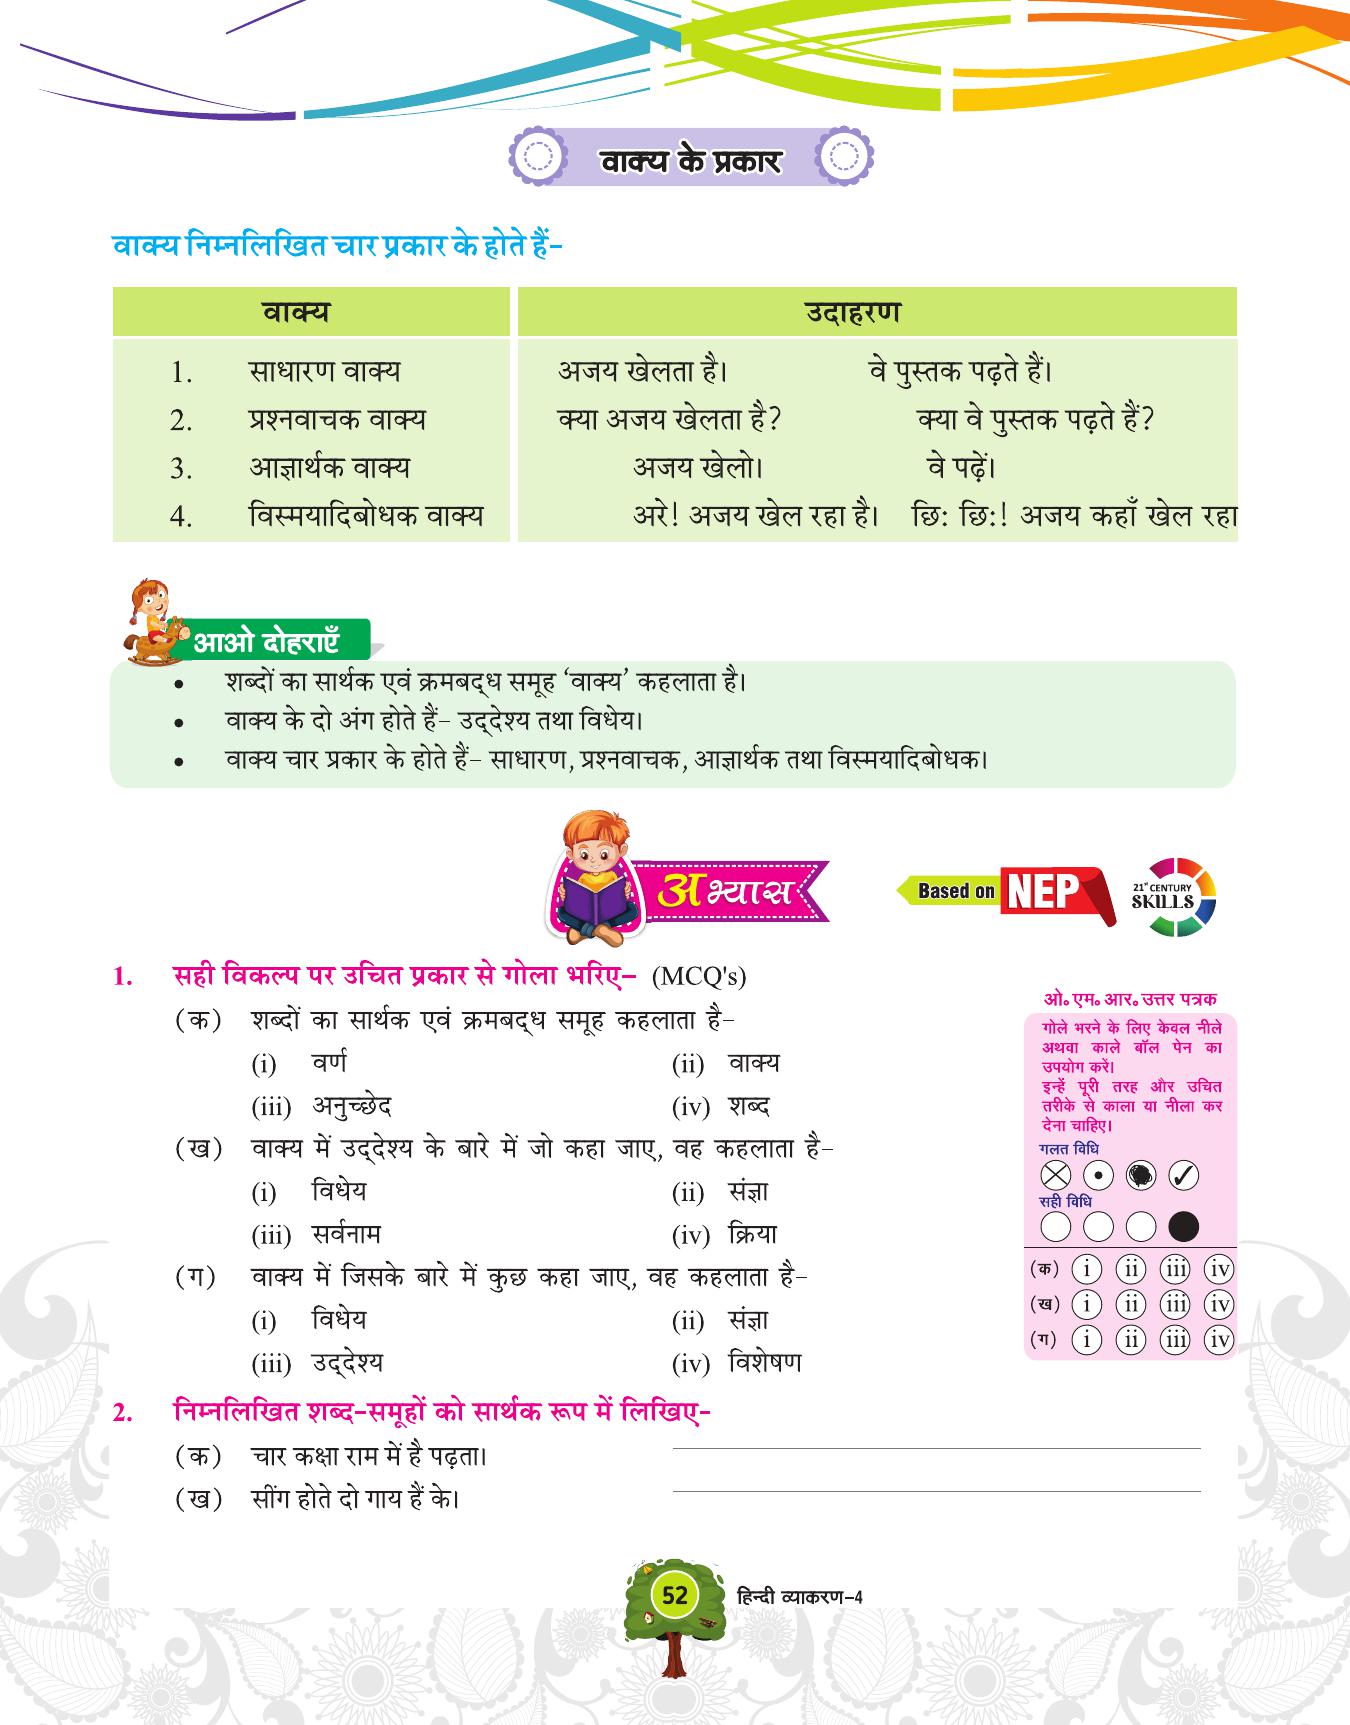 वाक्य के प्रकार
वाक्य निम्नलिखित चार प्रकार के होते हैं-
वाक्य उदाहरण
1. साधारण वाक्य अजय खेलता है। वे पुस्तक पढ़ते हैं।
2. प्रश्नवाचक वाक्य क्या अजय खेलता है? क्या वे पुस्तक पढ़ते हैं?
3. आज्ञार्थक वाक्य अजय खेलो। वे पढ़ें।
4. विस्मयादिबोधक वाक्य अरे! अजय खेल रहा है। छिः छिः! अजय कहाँ खेल रहा
आओ दोहराएँ
• शब्दों का सार्थक एवं क्रमबद्ध समूह ‘वाक्य’ कहलाता है।
• वाक्य के दो अंग होते हैं- उद्देश्य तथा विधेय।
• वाक्य चार प्रकार के होते हैं- साधारण, प्रश्नवाचक, आज्ञार्थक तथा विस्मयादिबोधक।
अभ्यास
Based on NEP
21st CENTURY
SKILLS
1. सही विकल्प पर उचित प्रकार से गोला भरिए- (MCQ's)
(क) शब्दों का सार्थक एवं क्रमबद्ध समूह कहलाता है-
(i) वर्ण (ii) वाक्य
(iii) अनुच्छेद (iv) शब्द
(ख) वाक्य में उद्देश्य के बारे में जो कहा जाए, वह कहलाता है-
(i) विधेय (ii) संज्ञा
(iii) सर्वनाम (iv) क्रिया
(ग) वाक्य में जिसके बारे में कुछ कहा जाए, वह कहलाता है-
(i) विधेय (ii) संज्ञा
(iii) उद्देश्य (iv) विशेषण
ओ॰एम॰आर॰उत्तर पत्रक
गोले भरने के लिए केवल नीले
अथवा काले बॉल पेन का
उपयोग करें।
इन्हें पूरी तरह और उचित
तरीके से काला या नीला कर
देना चाहिए।
गलत विधि
सही विधि
(क) i ii iii iv
(ख) i ii iii iv
(ग) i ii iii iv
2. निम्नलिखित शब्द-समूहों को सार्थक रूप में लिखिए-
(क) चार कक्षा राम में है पढ़ता।
(ख) सींग होते दो गाय हैं के।
52 हिन्दी व्याकरण-4